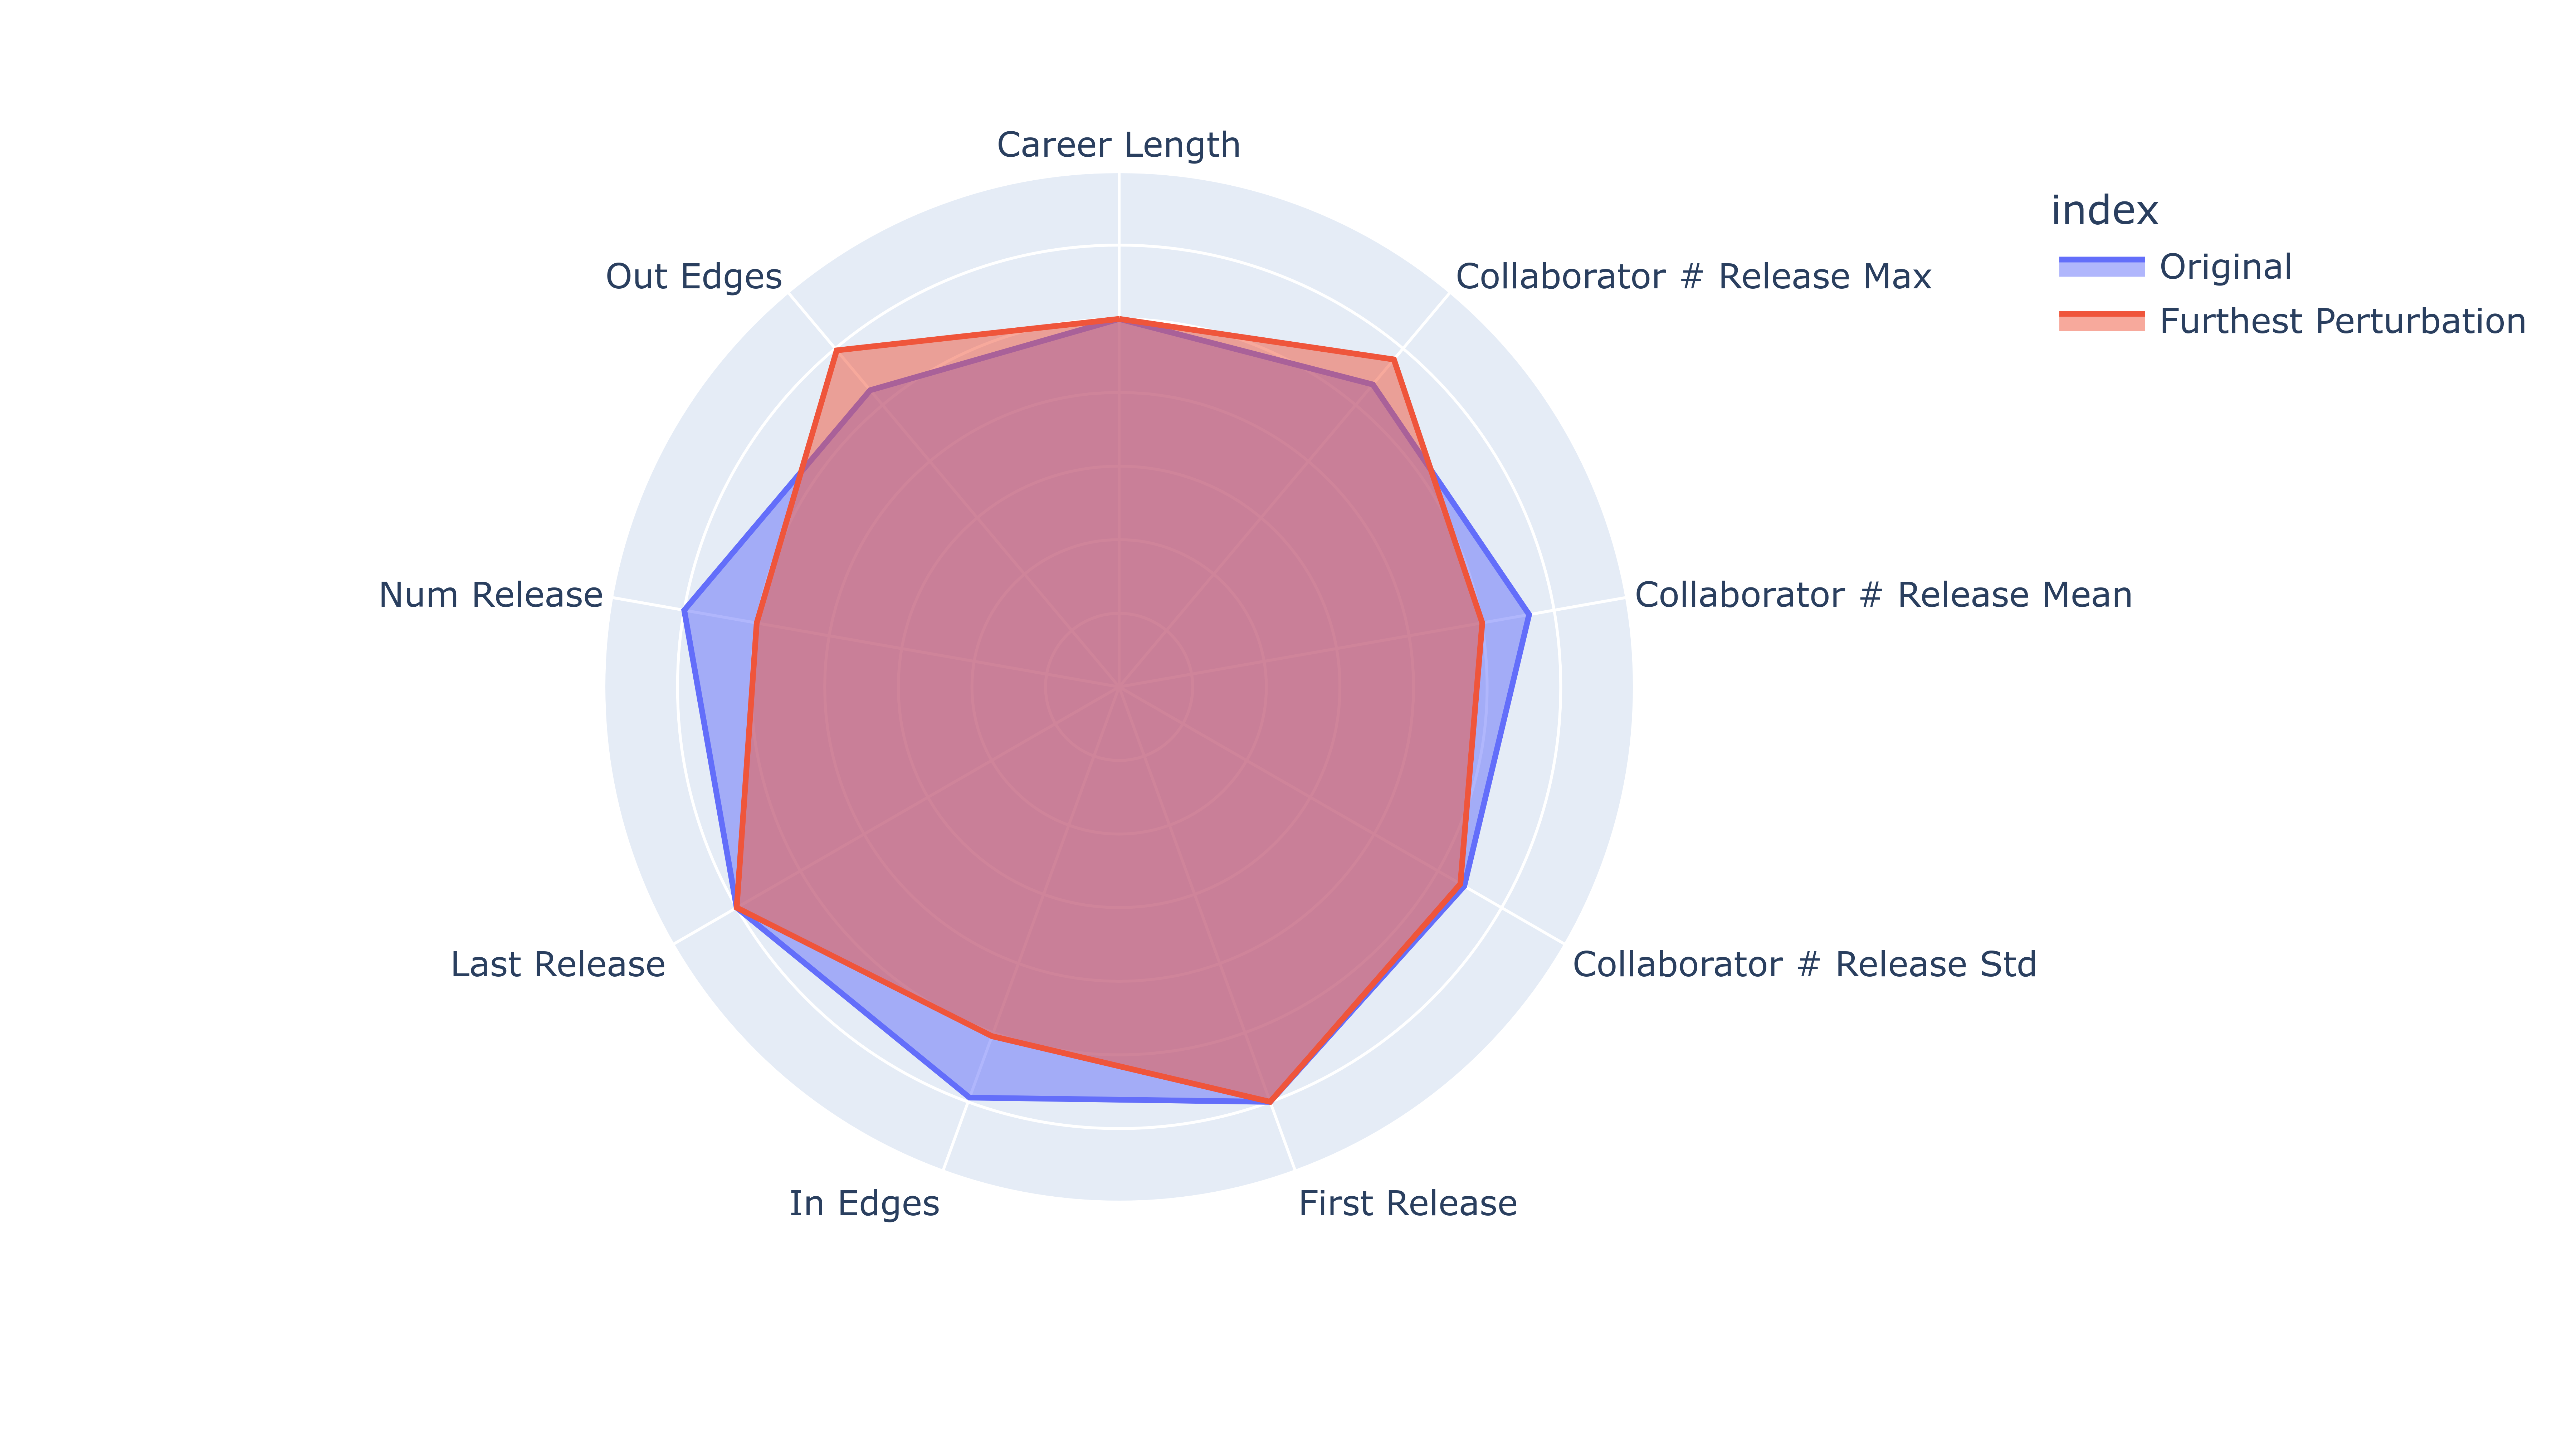 Career Length
Out Edges
Collaborator # Release Max
index
Original
Furthest Perturbation
Num Release
Collaborator # Release Mean
Last Release
Collaborator # Release Std
In Edges
First Release